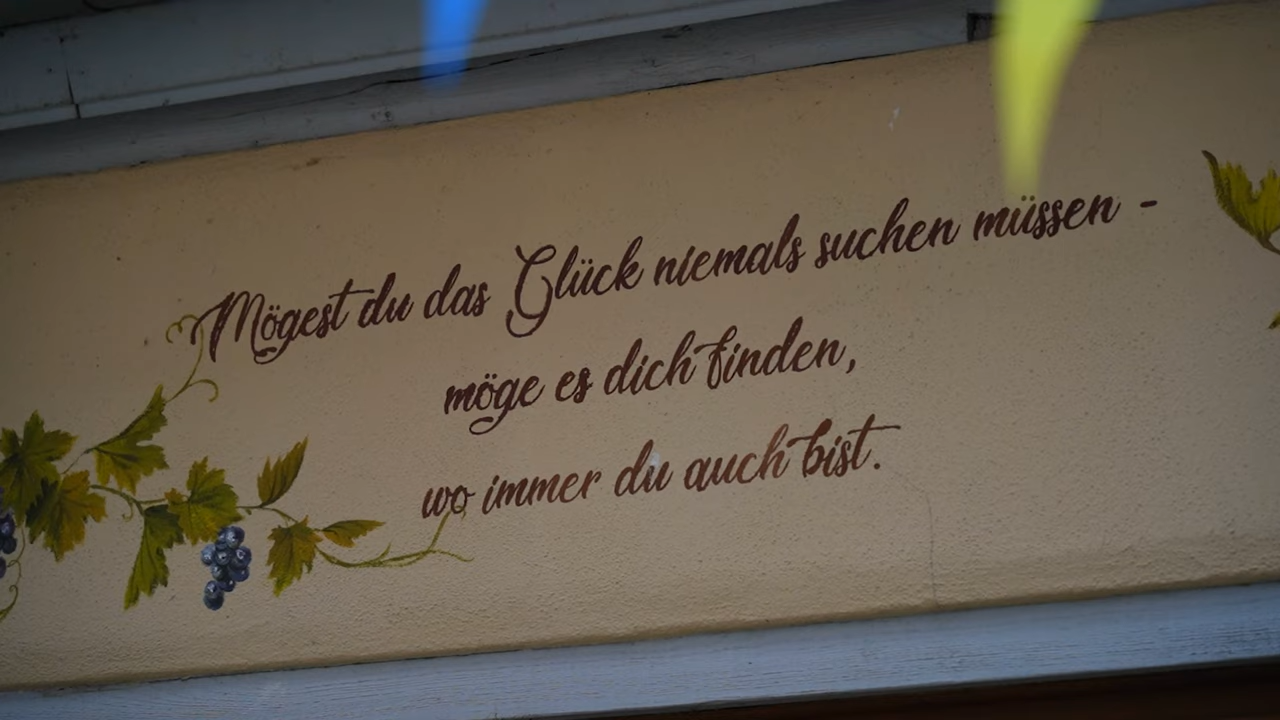 Mögest du das Glück niemals suchen müssen -
möge es dich finden,
wo immer du auch bist.